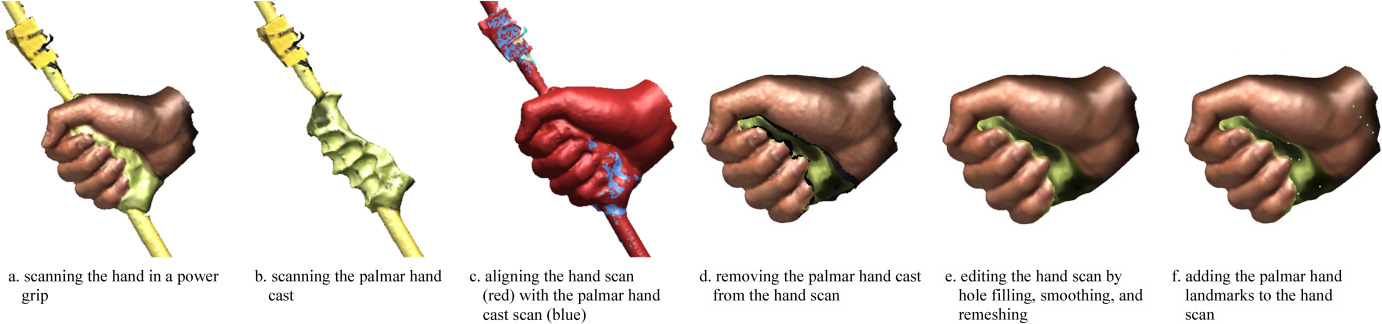 a. scanning the hand in a power
grip
b. scanning the palmar hand
cast
c. aligning the hand scan
(red) with the palmar hand
cast scan (blue)
d. removing the palmar hand cast
from the hand scan
e. editing the hand scan by
hole filling, smoothing, and
remeshing
f. adding the palmar hand
landmarks to the hand
scan